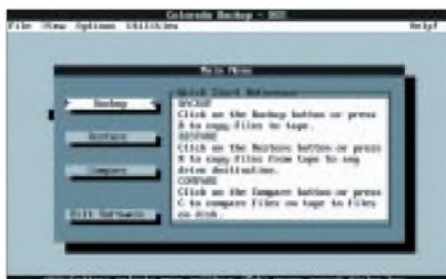 Colorado Backup - DOS
File View Options Utilities Help!
Main Menu
Quick Start Reference
Backup
Restore
Compare
Exit Software
BACKUP
Click on the Backup button or press
B to copy files to tape.
RESTORE
Click on the Restore button or press
R to copy files from tape to any
drive destination.
COMPARE
Click on the Compare button or press
C to compare files on tape to files
on disk.